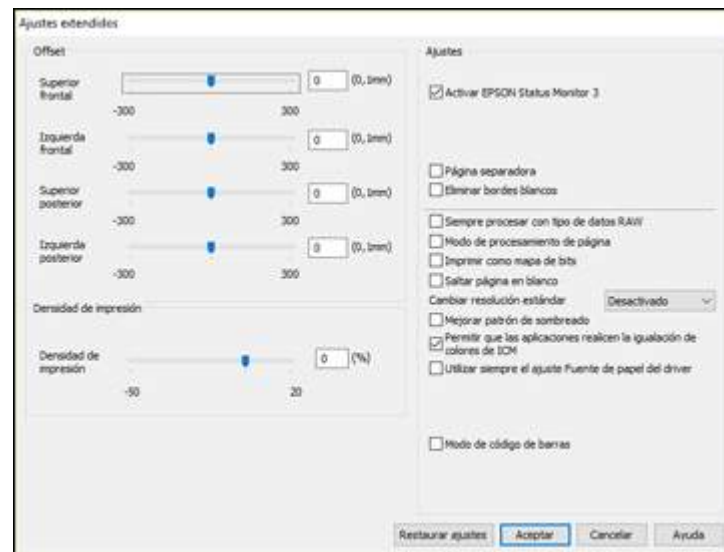 Ajustes extendidos
Offset
Superior
frontal
0 (0,1mm)
-300 300
Izquierda
frontal
0 (0,1mm)
-300 300
Superior
posterior
0 (0,1mm)
-300 300
Izquierda
posterior
0 (0,1mm)
-300 300
Densidad de impresión
Densidad de
impresión
0 (%)
-50 20
Ajustes
Activar EPSON Status Monitor 3
Página separadora
Eliminar bordes blancos
Siempre procesar con tipo de datos RAW
Modo de procesamiento de página
Imprimir como mapa de bits
Saltar página en blanco
Cambiar resolución estándar Desactivado
Mejorar patrón de sombreado
Permitir que las aplicaciones realicen la igualación de
colores de ICM
Utilizar siempre el ajuste Fuente de papel del driver
Modo de código de barras
Restaurar ajustes Aceptar Cancelar Ayuda